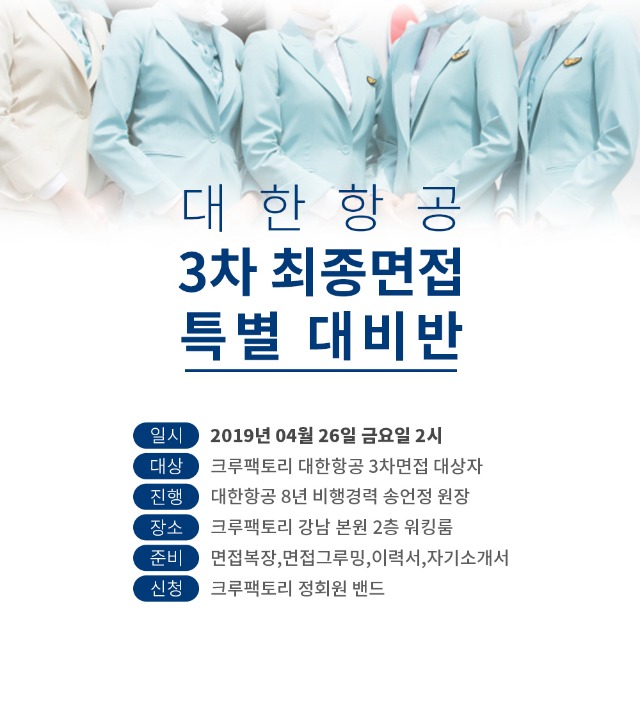 대한항공
3차 최종면접
특별 대비반
일시 2019년 04월 26일 금요일 2시
대상 크루팩토리 대한항공 3차면접 대상자
진행 대한항공 8년 비행경력 송언정 원장
장소 크루팩토리 강남 본원 2층 워킹룸
준비 면접복장,면접그루밍,이력서,자기소개서
신청 크루팩토리 정회원 밴드